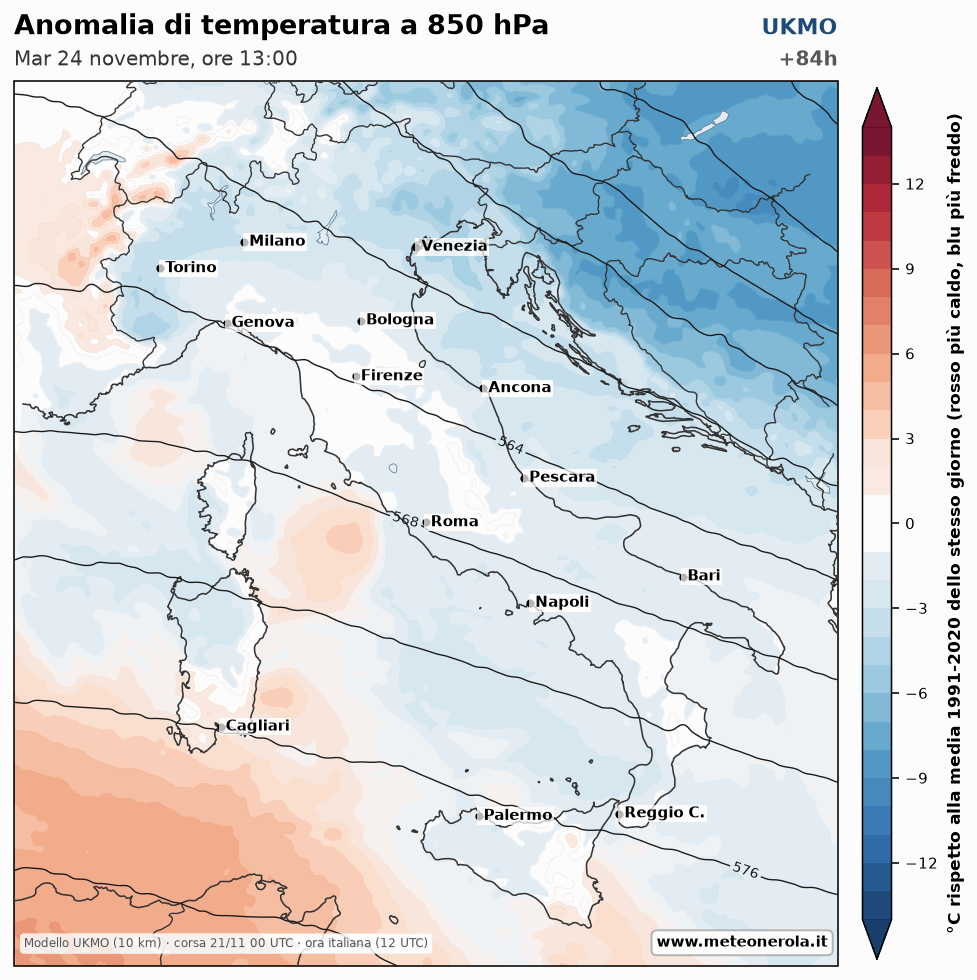 Anomalia di temperatura a 850 hPa
UKMO
Mar 24 novembre, ore 13:00
+84h
Milano
Venezia
Torino
Genova
Bologna
Firenze
Ancona
564
Pescara
568
Roma
Bari
Napoli
Cagliari
Palermo
Reggio C.
576
Modello UKMO (10 km) · corsa 21/11 00 UTC · ora italiana (12 UTC)
www.meteonerola.it
12
9
6
3
0
−3
−6
−9
−12
°C rispetto alla media 1991-2020 dello stesso giorno (rosso più caldo, blu più freddo)